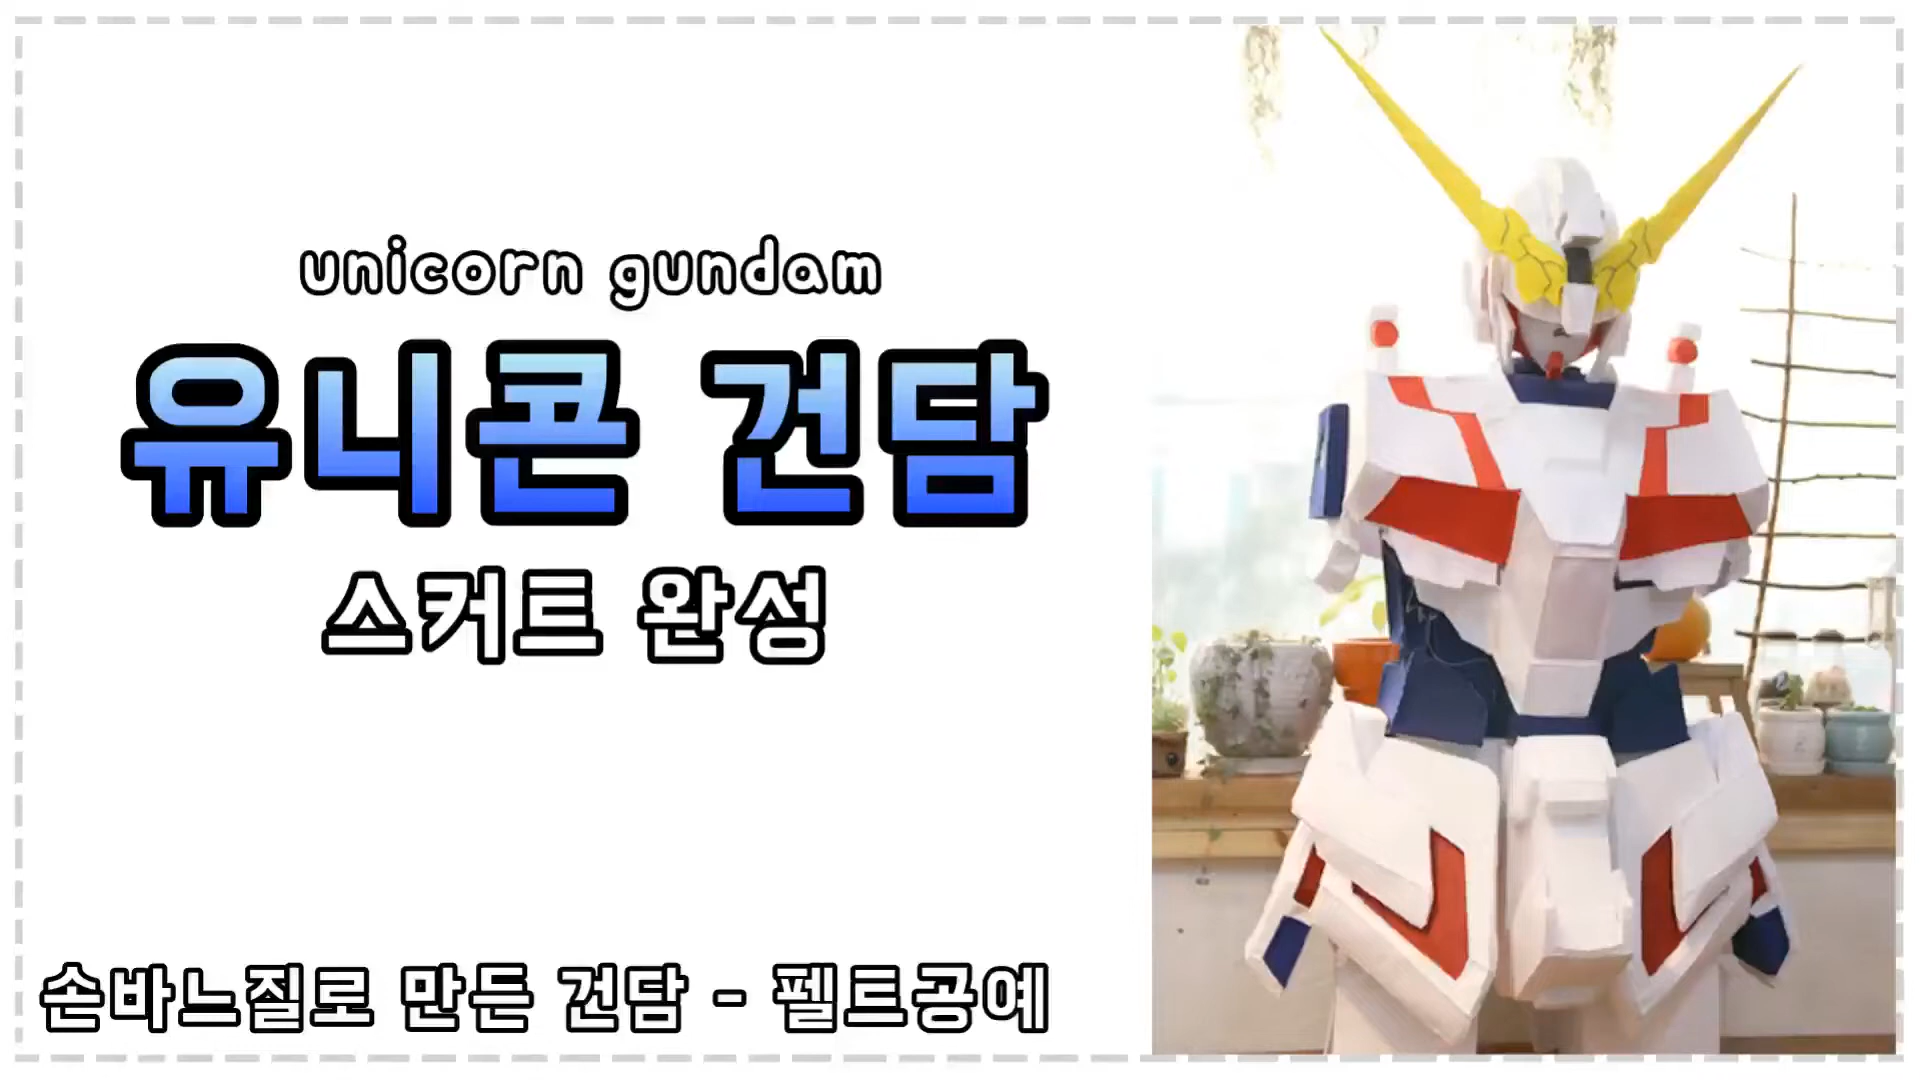 unicorn gundam
유니콘 건담
스커트 완성
손바느질로 만든 건담 - 펠트공예